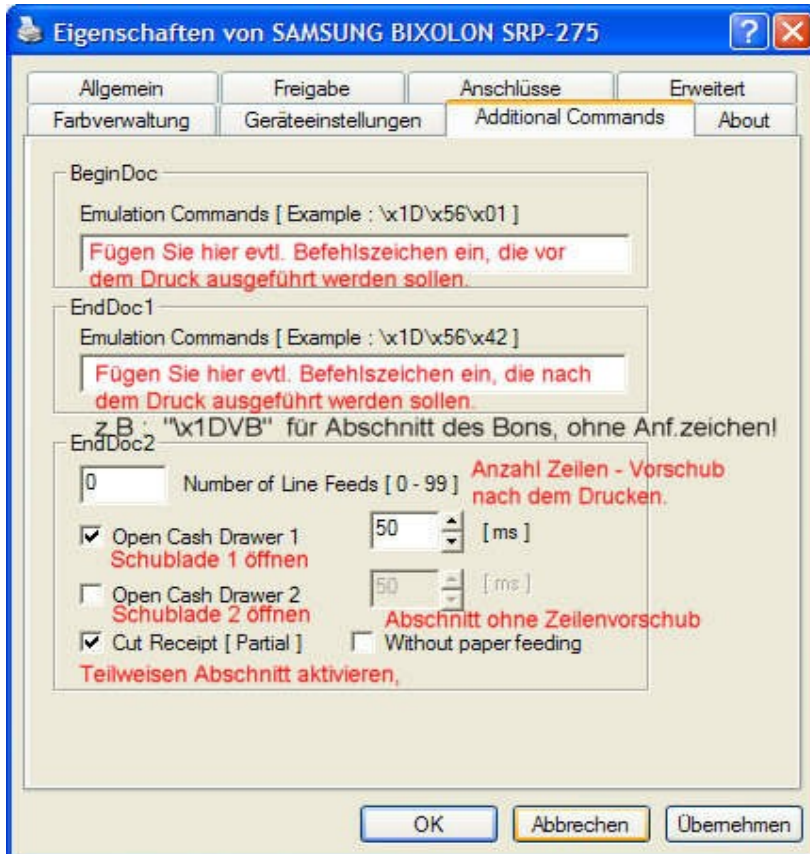 Eigenschaften von SAMSUNG BIXOLON SRP-275
Allgemein Freigabe Anschlüsse Erweitert
Farbverwaltung Geräteeinstellungen Additional Commands About
BeginDoc
Emulation Commands [ Example : \x1D\x56\x01 ]
Fügen Sie hier evtl. Befehlszeichen ein, die vor
dem Druck ausgeführt werden sollen.
EndDoc1
Emulation Commands [ Example : \x1D\x56\x42 ]
Fügen Sie hier evtl. Befehlszeichen ein, die nach
dem Druck ausgeführt werden sollen.
z.B : "\x1DVB" für Abschnitt des Bons, ohne Anf.zeichen!
EndDoc2
0 Number of Line Feeds [ 0 - 99 ] Anzahl Zeilen - Vorschub
nach dem Drucken.
Open Cash Drawer 1 50 [ ms ]
Schublade 1 öffnen
Open Cash Drawer 2 50 [ ms ]
Schublade 2 öffnen
Abschnitt ohne Zeilenvorschub
Cut Receipt [ Partial ] Without paper feeding
Teilweisen Abschnitt aktivieren,
OK Abbrechen Übernehmen